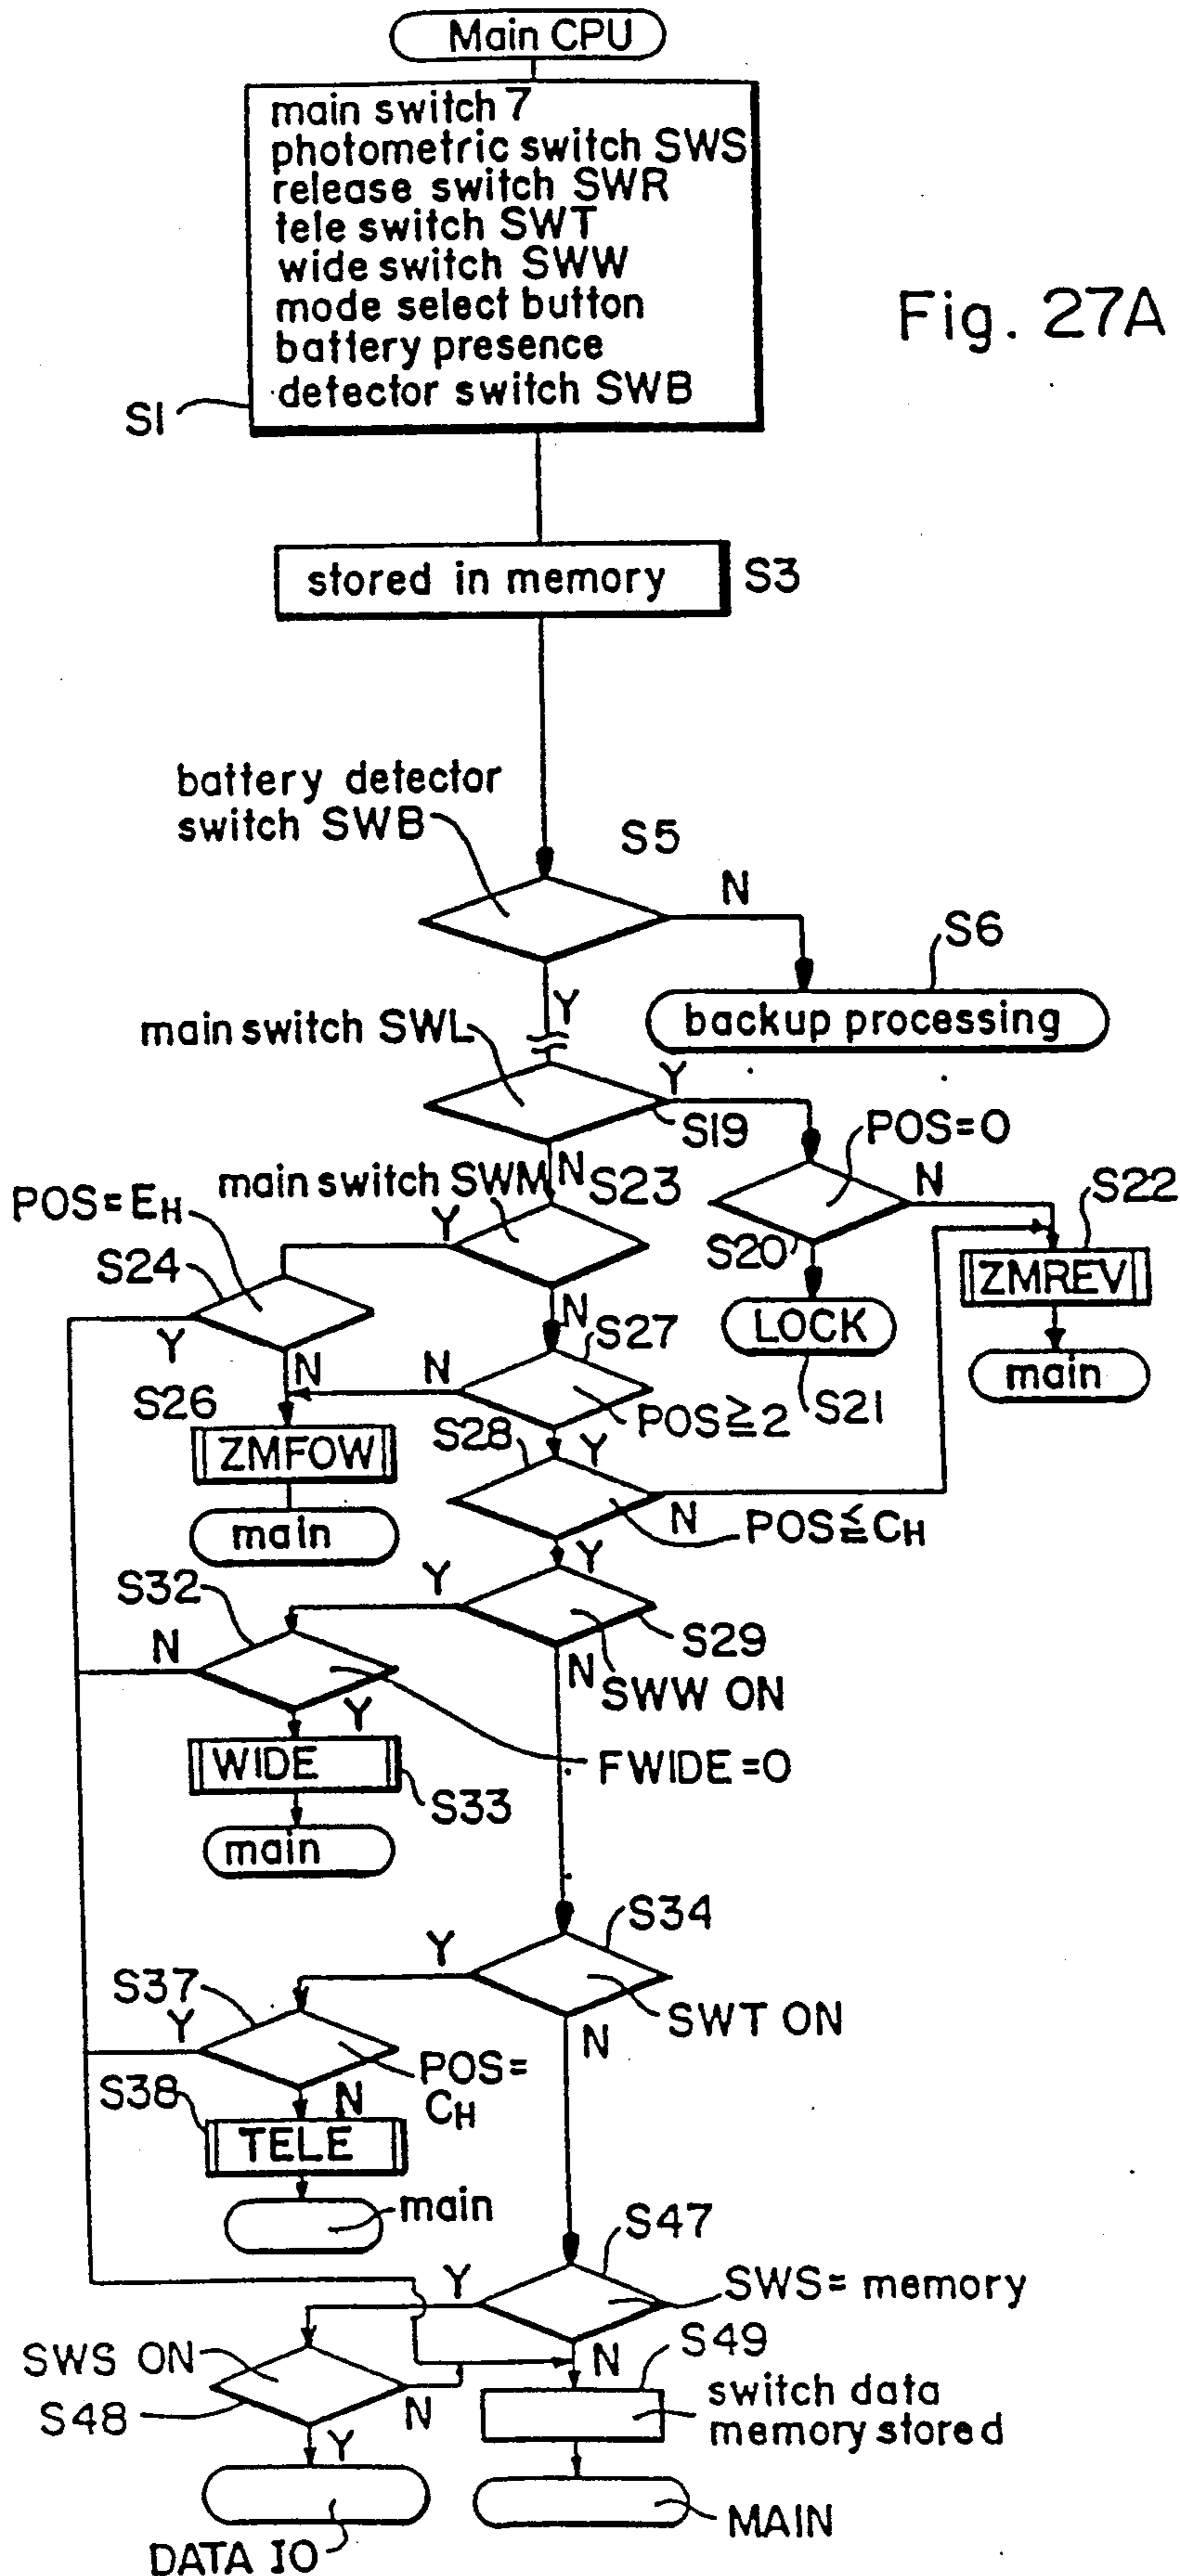 Main CPU
main switch 7
photometric switch SWS
release switch SWR
tele switch SWT
wide switch SWW
mode select button
battery presence
detector switch SWB
S1
Fig. 27A
stored in memory
S3
battery detector
switch SWB
S5
N
S6
Y
backup processing
main switch SWL
Y
S19
POS=0
N
main switch SWM
S23
N
S22
POS=EH
Y
S20
S24
ZMREV
N
LOCK
S27
Y
N
N
main
S26
POS≧2
S21
S28
ZMFOW
Y
N
POS≦CH
main
Y
S32
Y
S29
N
N
SWW ON
Y
WIDE
FWIDE=0
S33
main
S34
Y
S37
SWT ON
Y
N
POS=
CH
S38
N
TELE
main
S47
Y
SWS= memory
S49
SWS ON
N
switch data
memory stored
S48
N
Y
MAIN
DATA IO